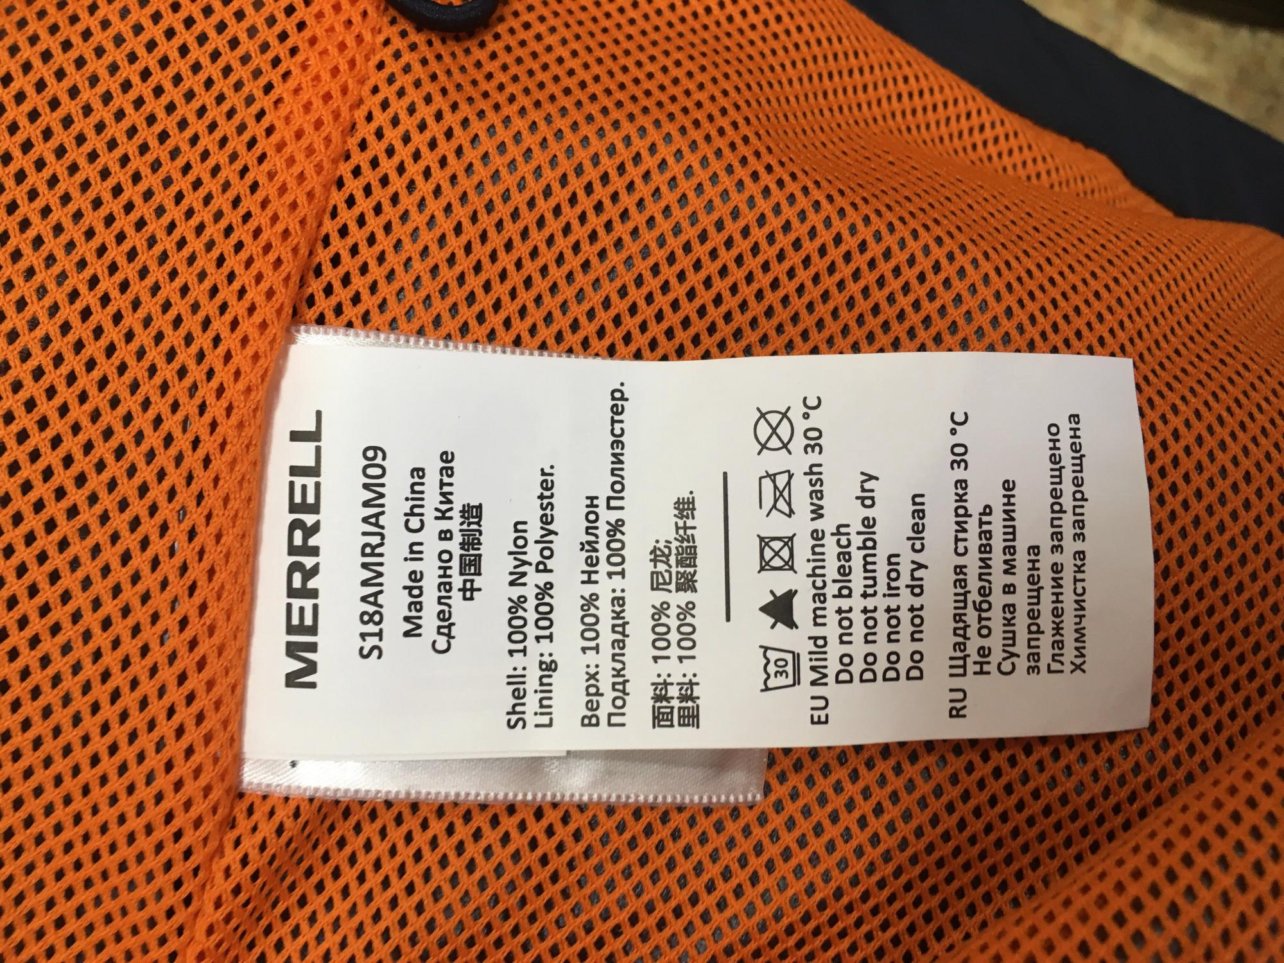 MERRELL
S18AMRJAM09
Made in China
Сделано в Китае
中国制造
Shell: 100% Nylon
Lining: 100% Polyester.
Верх: 100% Нейлон
Подкладка: 100% Полиэстер.
面料: 100% 尼龙;
里料: 100% 聚酯纤维.
30
EU Mild machine wash 30 °C
Do not bleach
Do not tumble dry
Do not iron
Do not dry clean
RU Щадящая стирка 30 °C
Не отбеливать
Сушка в машине
запрещена
Глажение запрещено
Химчистка запрещена